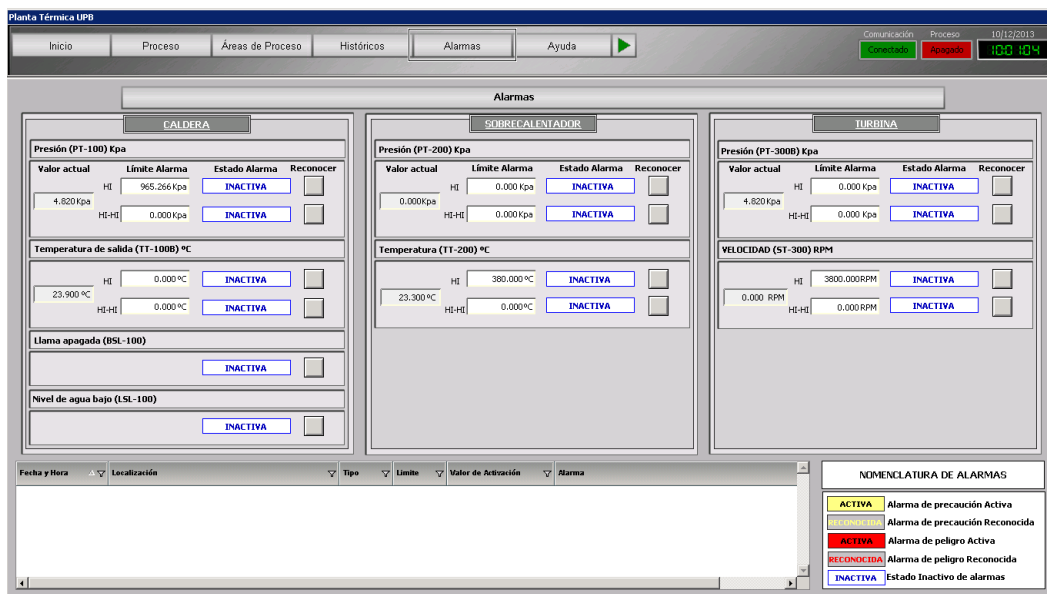 Planta Térmica UPB
Inicio Proceso Áreas de Proceso Históricos Alarmas Ayuda
Comunicación Proceso 10/12/2013
Conectado Apagado
Alarmas
CALDERA
Presión (PT-100) Kpa
Valor actual Límite Alarma Estado Alarma Reconocer
HI 965.266 Kpa INACTIVA
4.820 Kpa
HI-HI 0.000 Kpa INACTIVA
Temperatura de salida (TT-100B) ºC
HI 0.000 ºC INACTIVA
23.900 ºC
HI-HI 0.000 ºC INACTIVA
Llama apagada (BSL-100)
INACTIVA
Nivel de agua bajo (LSL-100)
INACTIVA
SOBRECALENTADOR
Presión (PT-200) Kpa
Valor actual Límite Alarma Estado Alarma Reconocer
HI 0.000 Kpa INACTIVA
0.000Kpa
HI-HI 0.000 Kpa INACTIVA
Temperatura (TT-200) ºC
HI 380.000 ºC INACTIVA
23.300 ºC
HI-HI 0.000ºC INACTIVA
TURBINA
Presión (PT-300B) Kpa
Valor actual Límite Alarma Estado Alarma Reconocer
HI 0.000 Kpa INACTIVA
4.820 Kpa
HI-HI 0.000 Kpa INACTIVA
VELOCIDAD (ST-300) RPM
HI 3800.000RPM INACTIVA
0.000 RPM
HI-HI 0.000 RPM INACTIVA
Fecha y Hora Localización Tipo Limite Valor de Activación Alarma
NOMENCLATURA DE ALARMAS
ACTIVA Alarma de precaución Activa
RECONOCIDA Alarma de precaución Reconocida
ACTIVA Alarma de peligro Activa
RECONOCIDA Alarma de peligro Reconocida
INACTIVA Estado Inactivo de alarmas